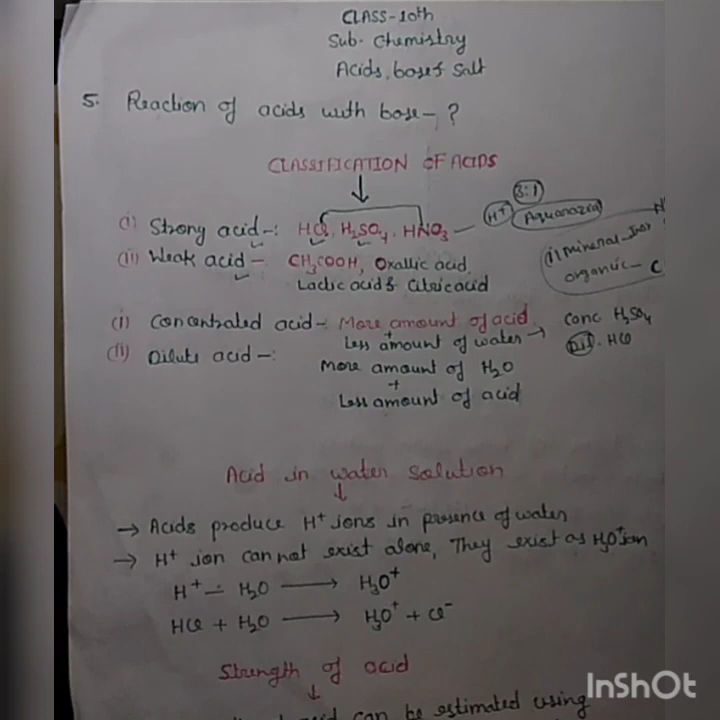 CLASS-10th
Sub- Chemistry
Acids, base & Salt
5. Reaction of acids with base- ?
CLASSIFICATION OF ACIDS
(i) Strong acid-: HCl, H2SO4, HNO3 - H+ 3:1
(ii) Weak acid - CH3COOH, Oxallic acid,
Lactic acid & Citric acid
(i) mineral
organic - C
(i) Concentrated acid- More amount of acid
+
Less amount of water → Conc H2SO4
(ii) Dilute acid -: Dil. HCl
More amount of H2O
+
Less amount of acid
Acid in water solution
↓
→ Acids produce H+ ions in presence of water
→ H+ ion can not exist alone, They exist as H3O+ ion
H+ - H2O → H3O+
HCl + H2O → H3O+ + Cl-
Strength of acid
↓
acid can be estimated using
InShOt